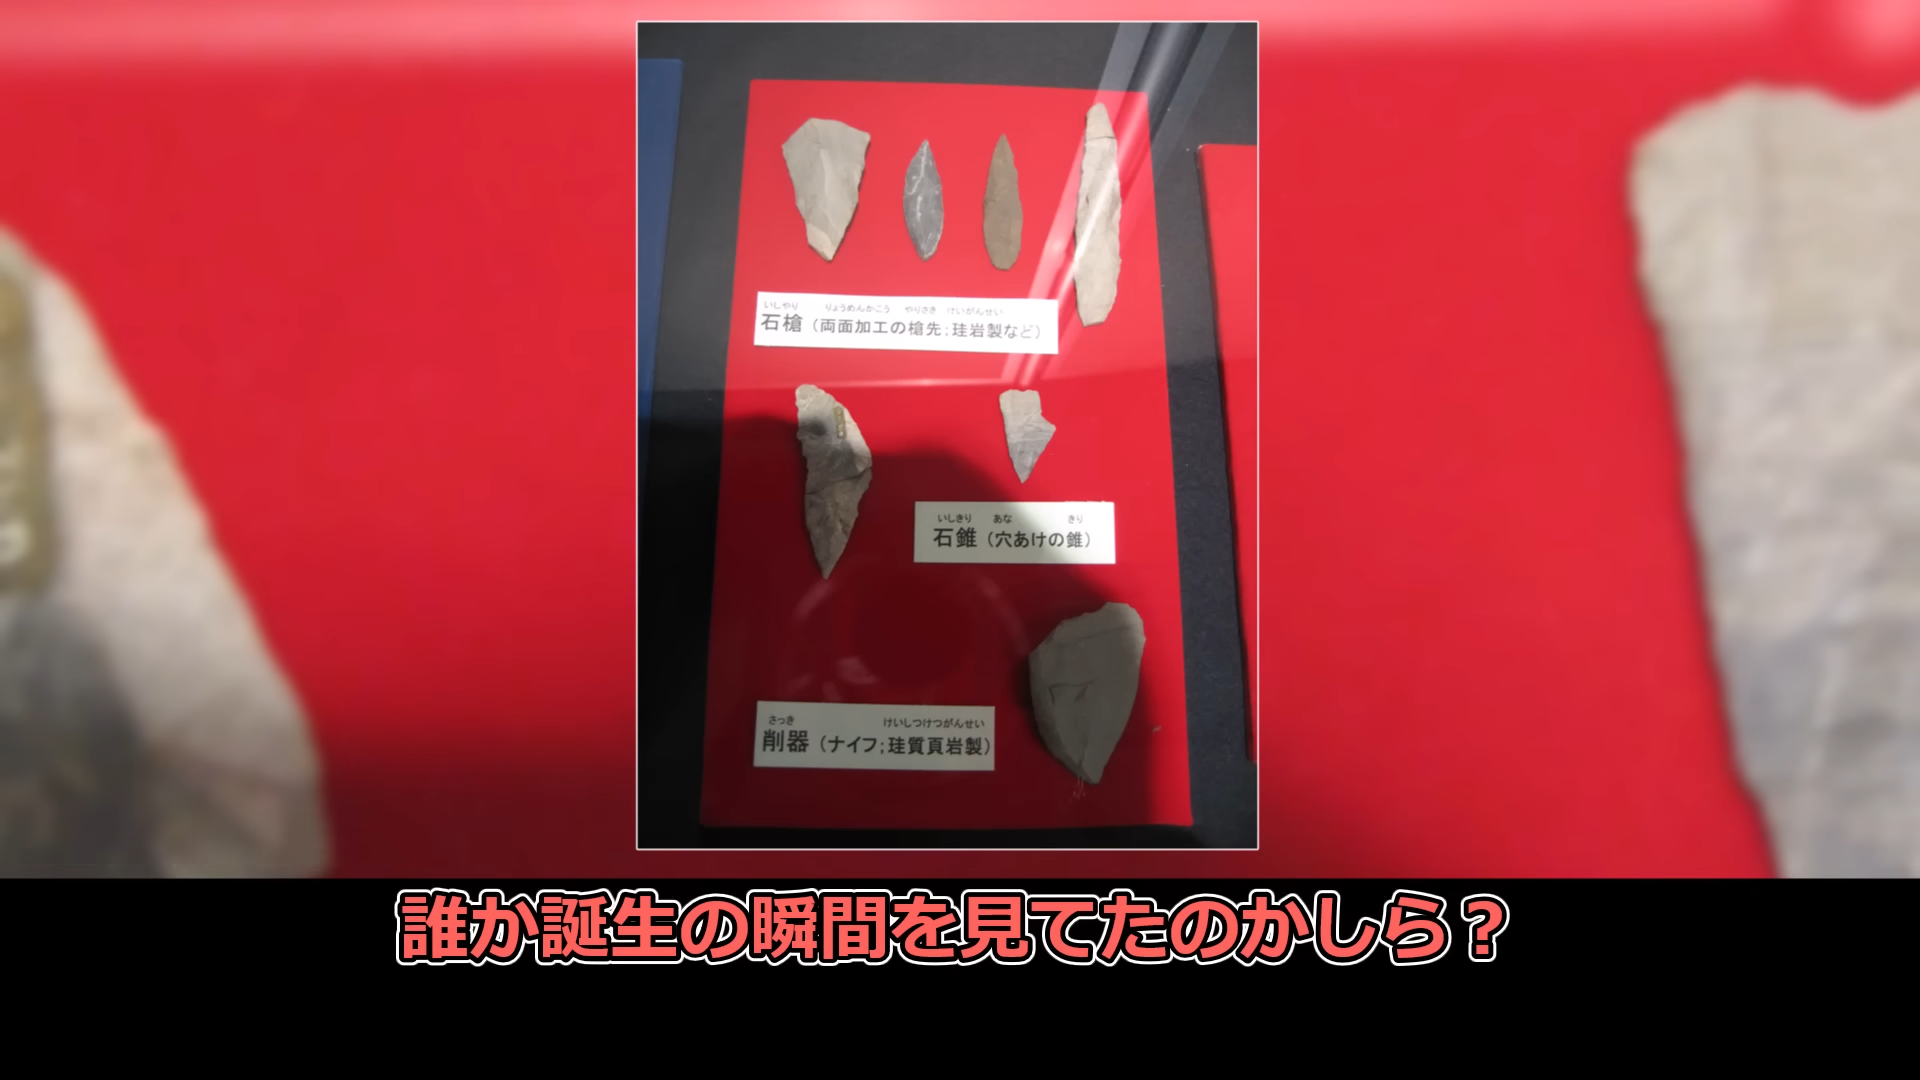 いしやり りょうめんかこう やりさき けいがんせい
石槍（両面加工の槍先；珪岩製など）
いしきり あな きり
石錐（穴あけの錐）
さっき けいしつけつがんせい
削器（ナイフ；珪質頁岩製）
誰か誕生の瞬間を見てたのかしら？